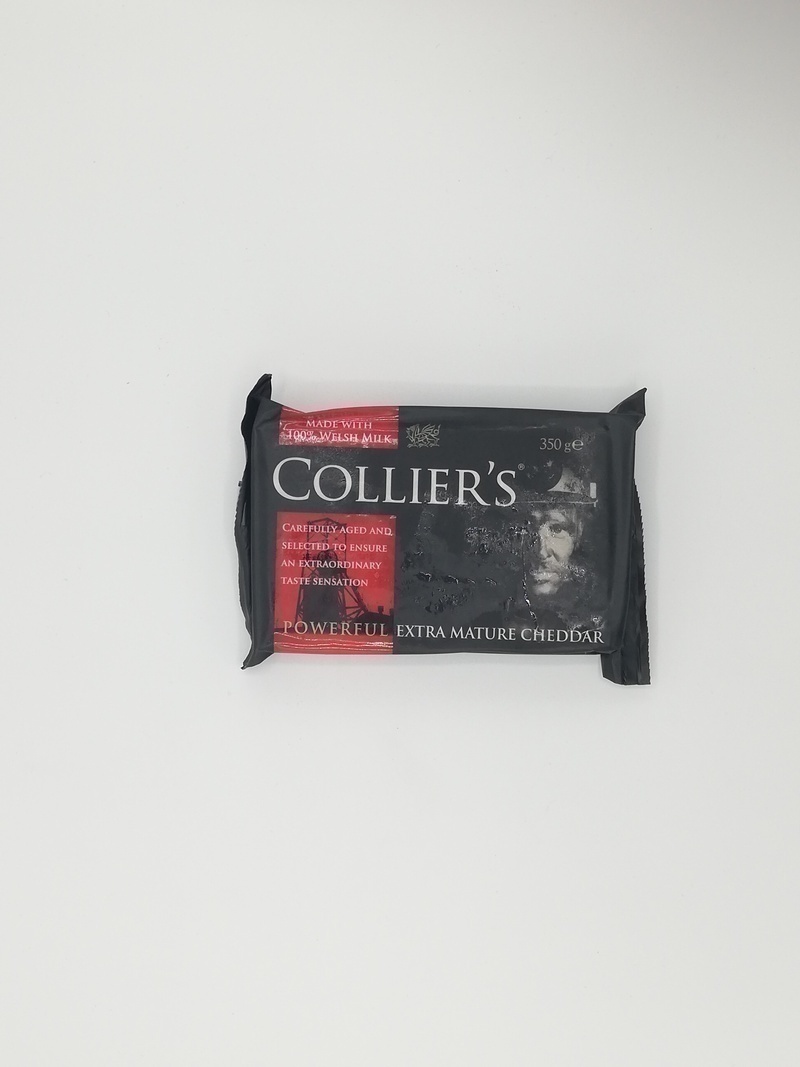 MADE WITH
100% WELSH MILK
350 g℮
COLLIER'S®
CAREFULLY AGED AND
SELECTED TO ENSURE
AN EXTRAORDINARY
TASTE SENSATION
POWERFUL EXTRA MATURE CHEDDAR